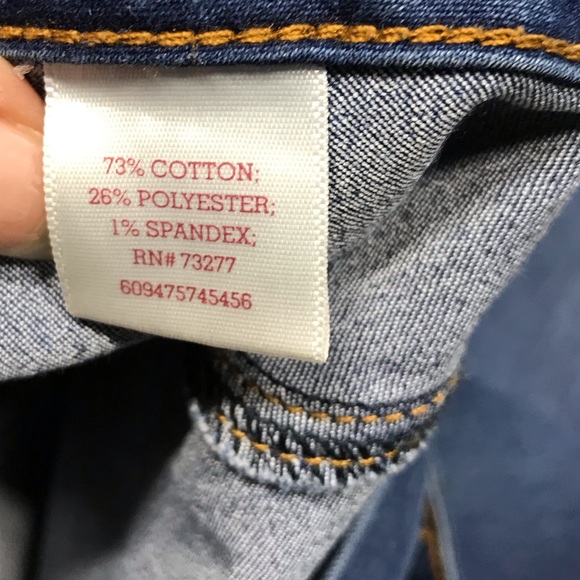 73% COTTON;
26% POLYESTER;
1% SPANDEX;
RN# 73277
609475745456